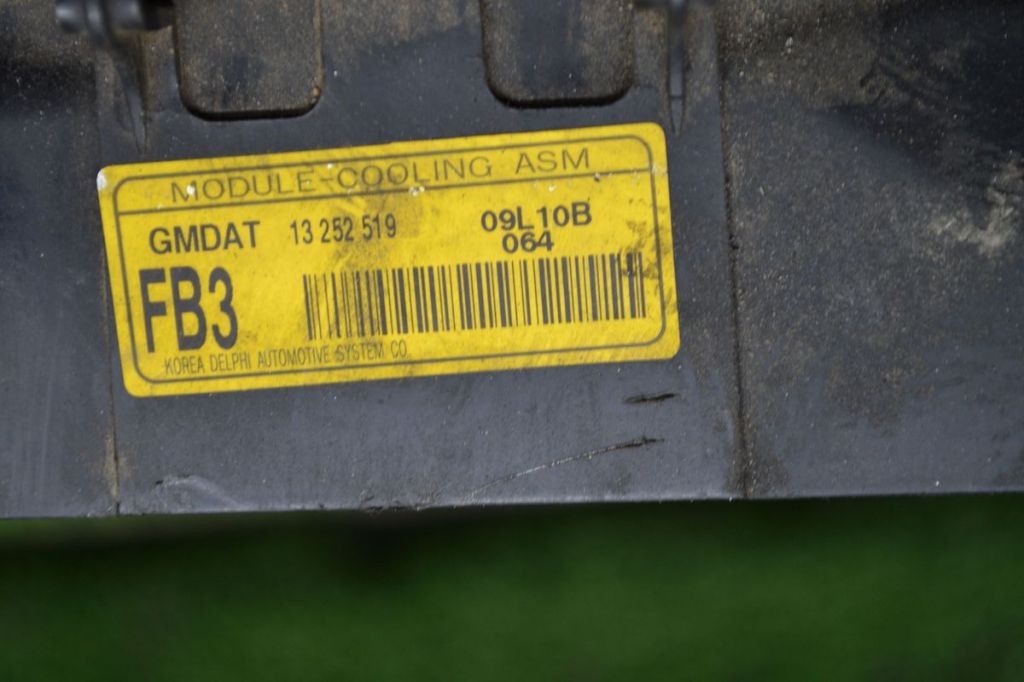 MODULE-COOLING ASM
GMDAT 13 252 519 09L10B
064
FB3
KOREA DELPHI AUTOMOTIVE SYSTEM CO.